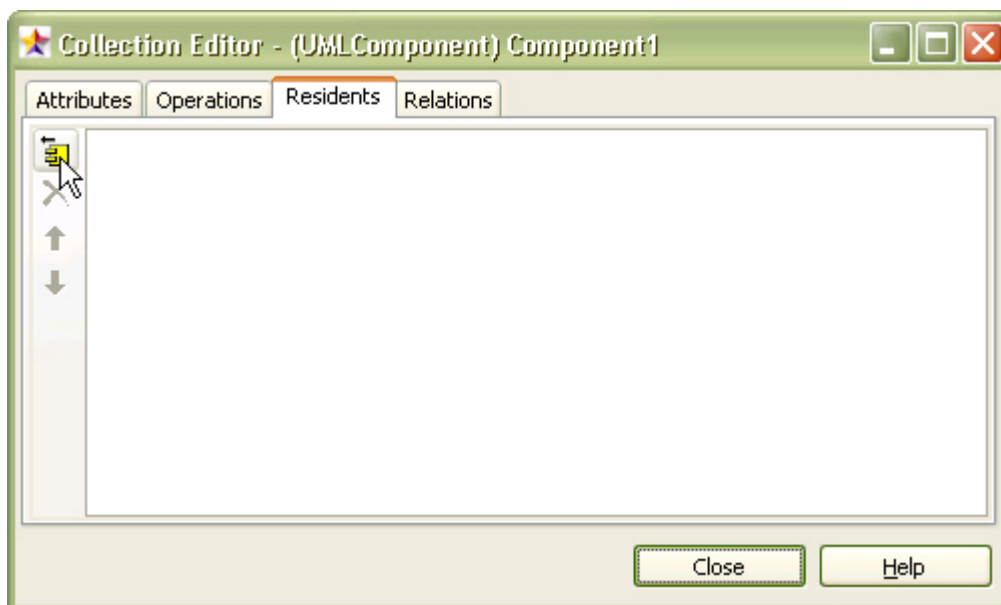 Collection Editor - (UMLComponent) Component1
Attributes Operations Residents Relations
Close Help